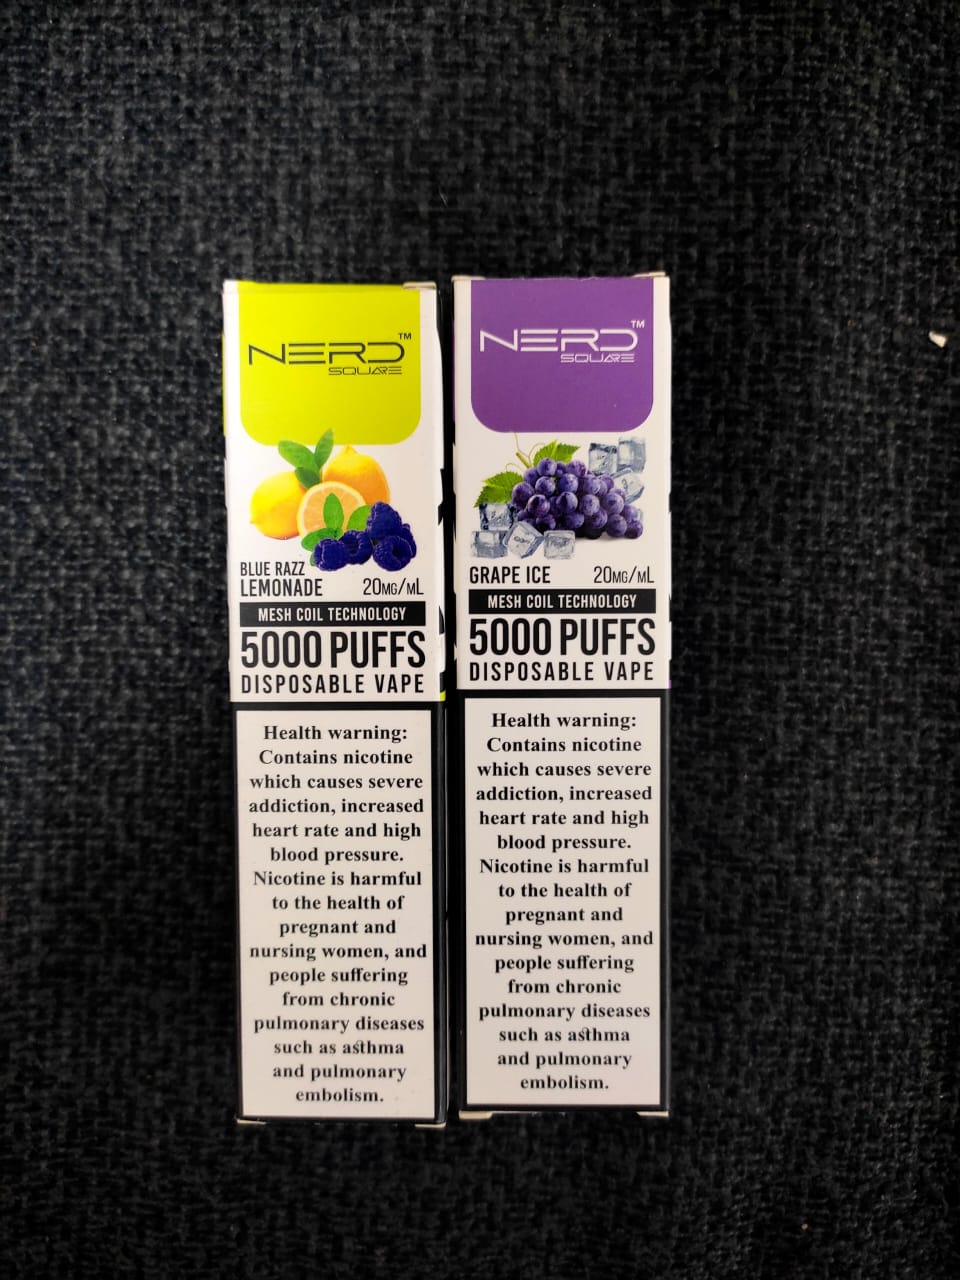 NERD™
SQUARE
BLUE RAZZ
LEMONADE 20MG/ML
MESH COIL TECHNOLOGY
5000 PUFFS
DISPOSABLE VAPE
Health warning:
Contains nicotine
which causes severe
addiction, increased
heart rate and high
blood pressure.
Nicotine is harmful
to the health of
pregnant and
nursing women, and
people suffering
from chronic
pulmonary diseases
such as asthma
and pulmonary
embolism.
NERD™
SQUARE
GRAPE ICE 20MG/ML
MESH COIL TECHNOLOGY
5000 PUFFS
DISPOSABLE VAPE
Health warning:
Contains nicotine
which causes severe
addiction, increased
heart rate and high
blood pressure.
Nicotine is harmful
to the health of
pregnant and
nursing women, and
people suffering
from chronic
pulmonary diseases
such as asthma
and pulmonary
embolism.